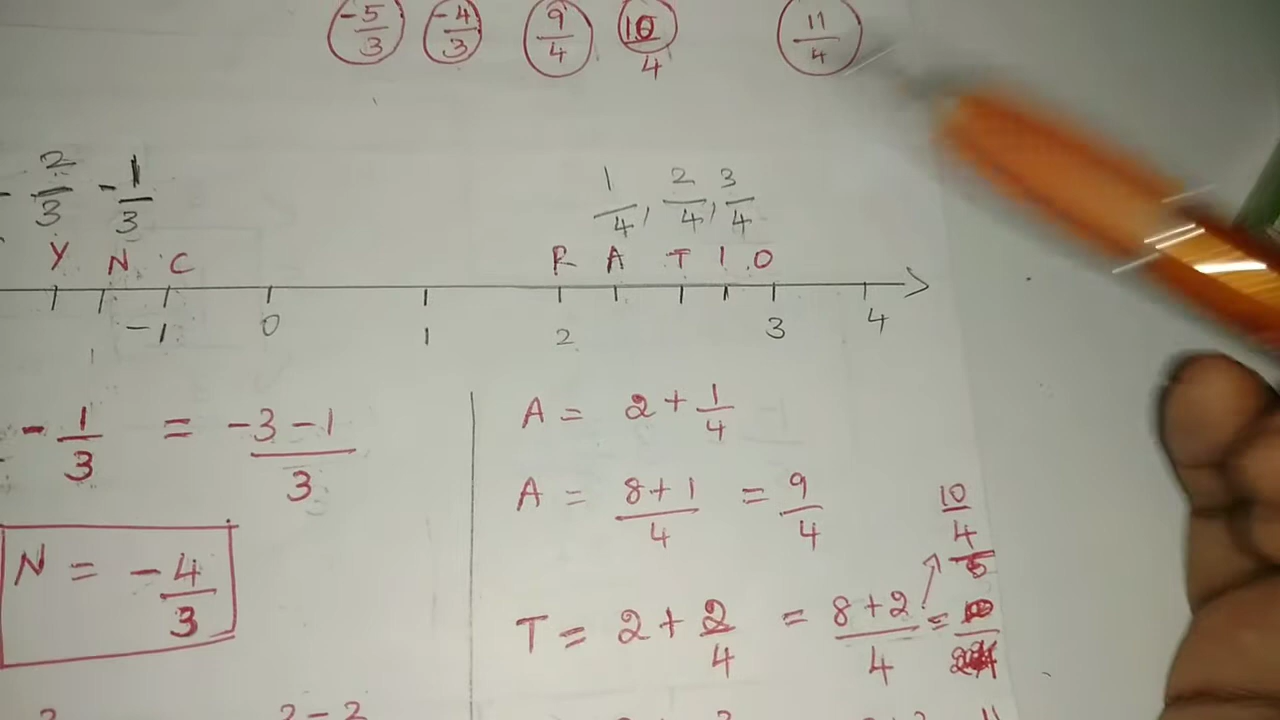 -5/3 -4/3 9/4 10/4 11/4
- 2/3 - 1/3 1/4, 2/4, 3/4
Y N C R A T I O
-1 0 1 2 3 4
- 1/3 = -3-1/3
A = 2 + 1/4
A = 8+1/4 = 9/4
N = -4/3
10/4
T = 2 + 2/4 = 8+2/4 =